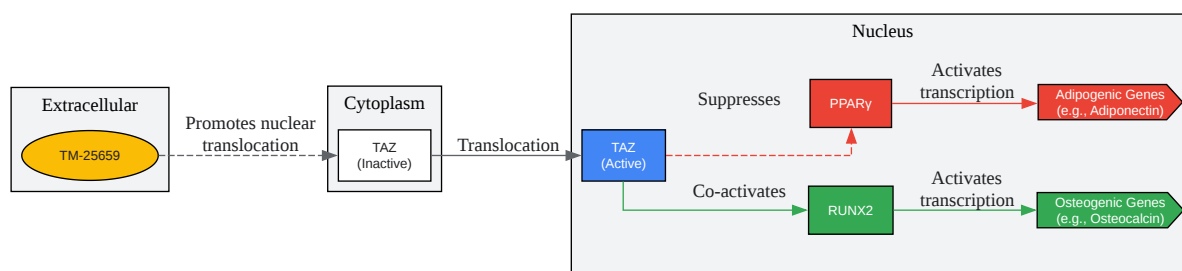 Extracellular
TM-25659
Promotes nuclear
translocation
Cytoplasm
TAZ
(Inactive)
Translocation
Nucleus
TAZ
(Active)
Suppresses
PPARγ
Activates
transcription
Adipogenic Genes
(e.g., Adiponectin)
Co-activates
RUNX2
Activates
transcription
Osteogenic Genes
(e.g., Osteocalcin)